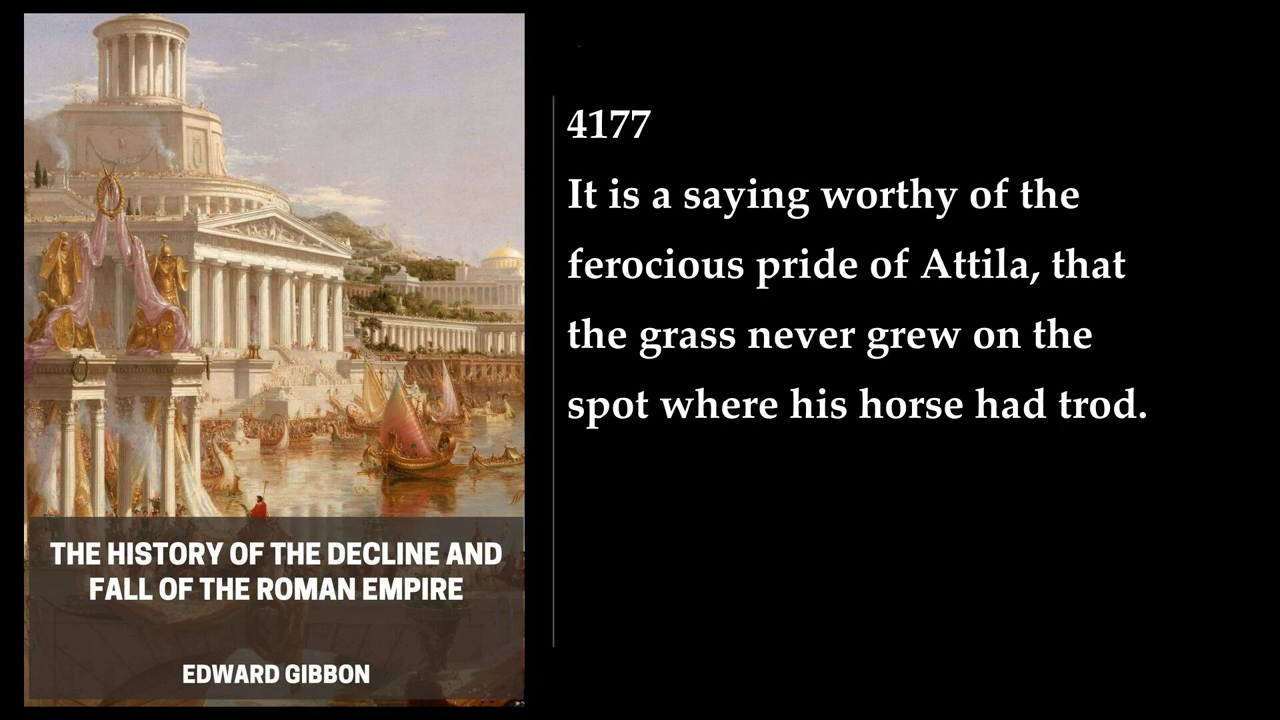 THE HISTORY OF THE DECLINE AND
FALL OF THE ROMAN EMPIRE
EDWARD GIBBON
4177
It is a saying worthy of the
ferocious pride of Attila, that
the grass never grew on the
spot where his horse had trod.